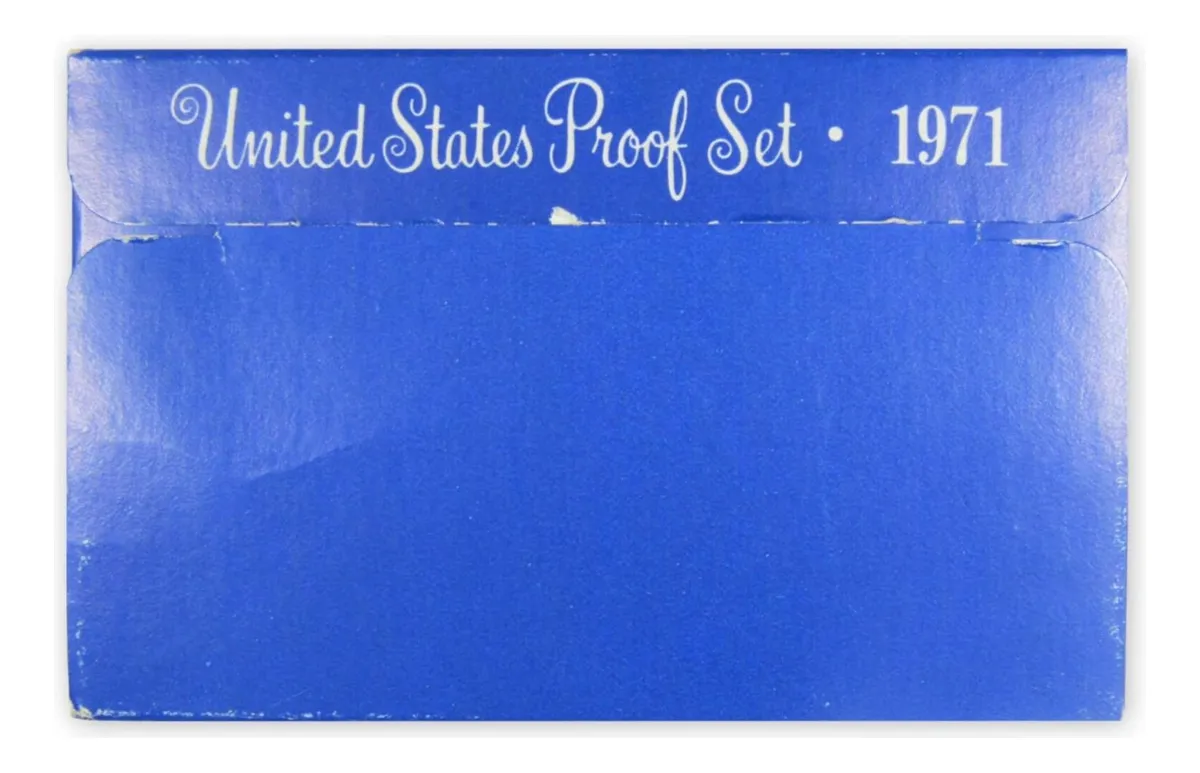 United States Proof Set • 1971